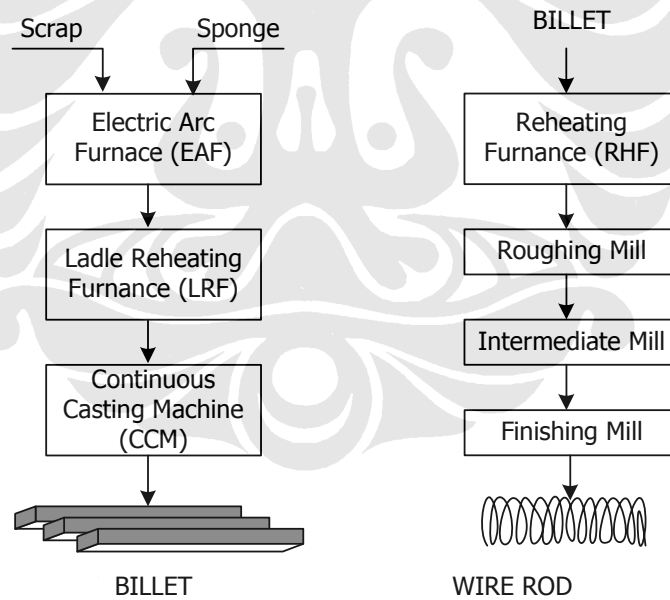 Scrap
Sponge
Electric Arc
Furnace (EAF)
Ladle Reheating
Furnance (LRF)
Continuous
Casting Machine
(CCM)
BILLET
BILLET
Reheating
Furnance (RHF)
Roughing Mill
Intermediate Mill
Finishing Mill
WIRE ROD